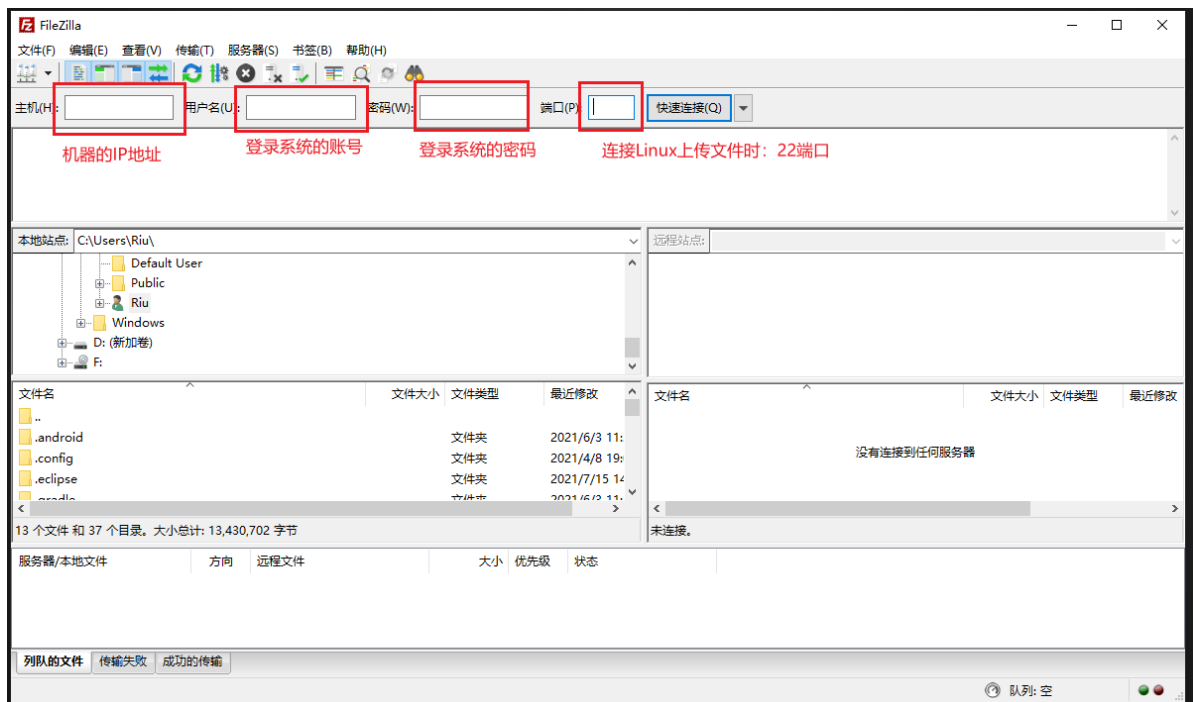 FileZilla
文件(F) 编辑(E) 查看(V) 传输(T) 服务器(S) 书签(B) 帮助(H)
主机(H): 用户名(U): 密码(W): 端口(P): 快速连接(Q)
机器的IP地址 登录系统的账号 登录系统的密码 连接Linux上传文件时：22端口
本地站点: C:\Users\Riu\ 远程站点:
Default User
Public
Riu
Windows
D: (新加卷)
F:
文件名 文件大小 文件类型 最近修改 文件名 文件大小 文件类型 最近修改
..
.android 文件夹 2021/6/3 11:
.config 文件夹 2021/4/8 19:
没有连接到任何服务器
.eclipse 文件夹 2021/7/15 14
.gradle 文件夹 2021/6/3 11:
13 个文件 和 37 个目录。大小总计: 13,430,702 字节 未连接。
服务器/本地文件 方向 远程文件 大小 优先级 状态
列队的文件 传输失败 成功的传输
队列: 空